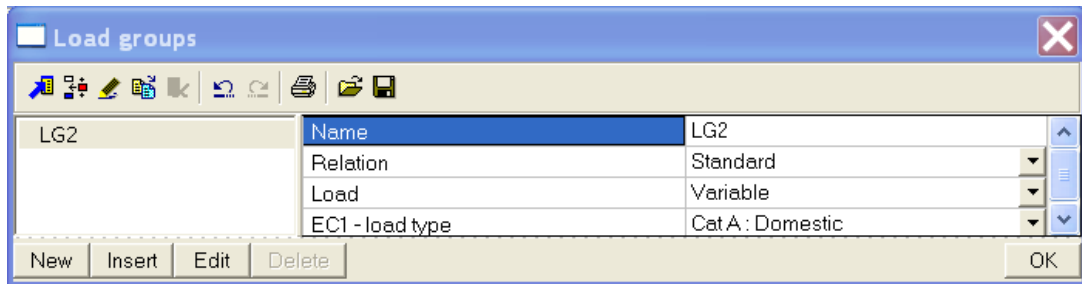 Load groups
LG2
Name LG2
Relation Standard
Load Variable
EC1 - load type Cat A : Domestic
New Insert Edit Delete OK